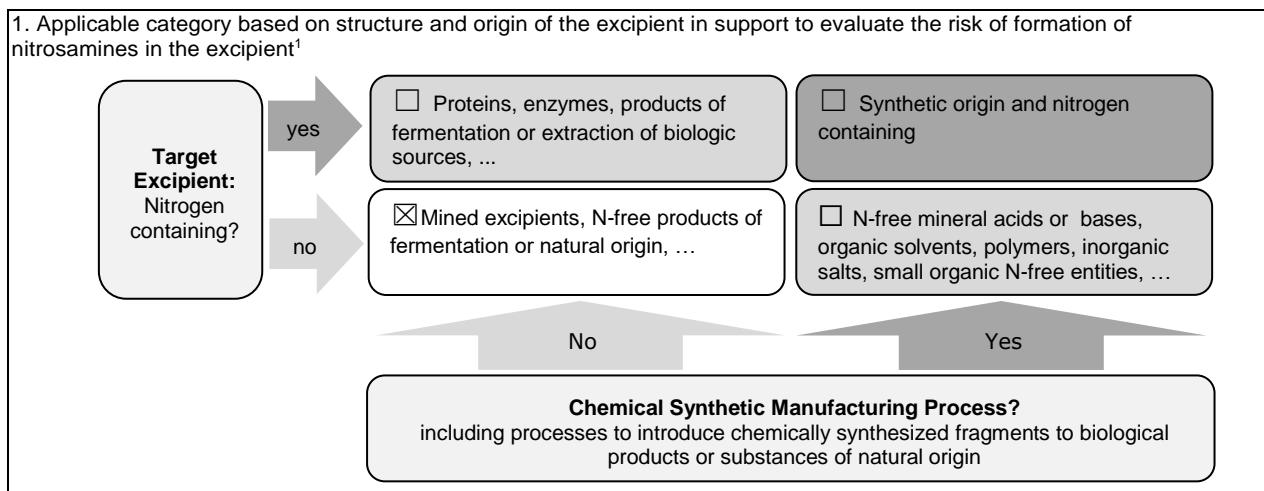 1. Applicable category based on structure and origin of the excipient in support to evaluate the risk of formation of
nitrosamines in the excipient¹
Target
Excipient:
Nitrogen
containing?
yes
no
☐ Proteins, enzymes, products of
fermentation or extraction of biologic
sources, ...
☐ Synthetic origin and nitrogen
containing
☒Mined excipients, N-free products of
fermentation or natural origin, …
☐ N-free mineral acids or bases,
organic solvents, polymers, inorganic
salts, small organic N-free entities, …
No
Yes
Chemical Synthetic Manufacturing Process?
including processes to introduce chemically synthesized fragments to biological
products or substances of natural origin